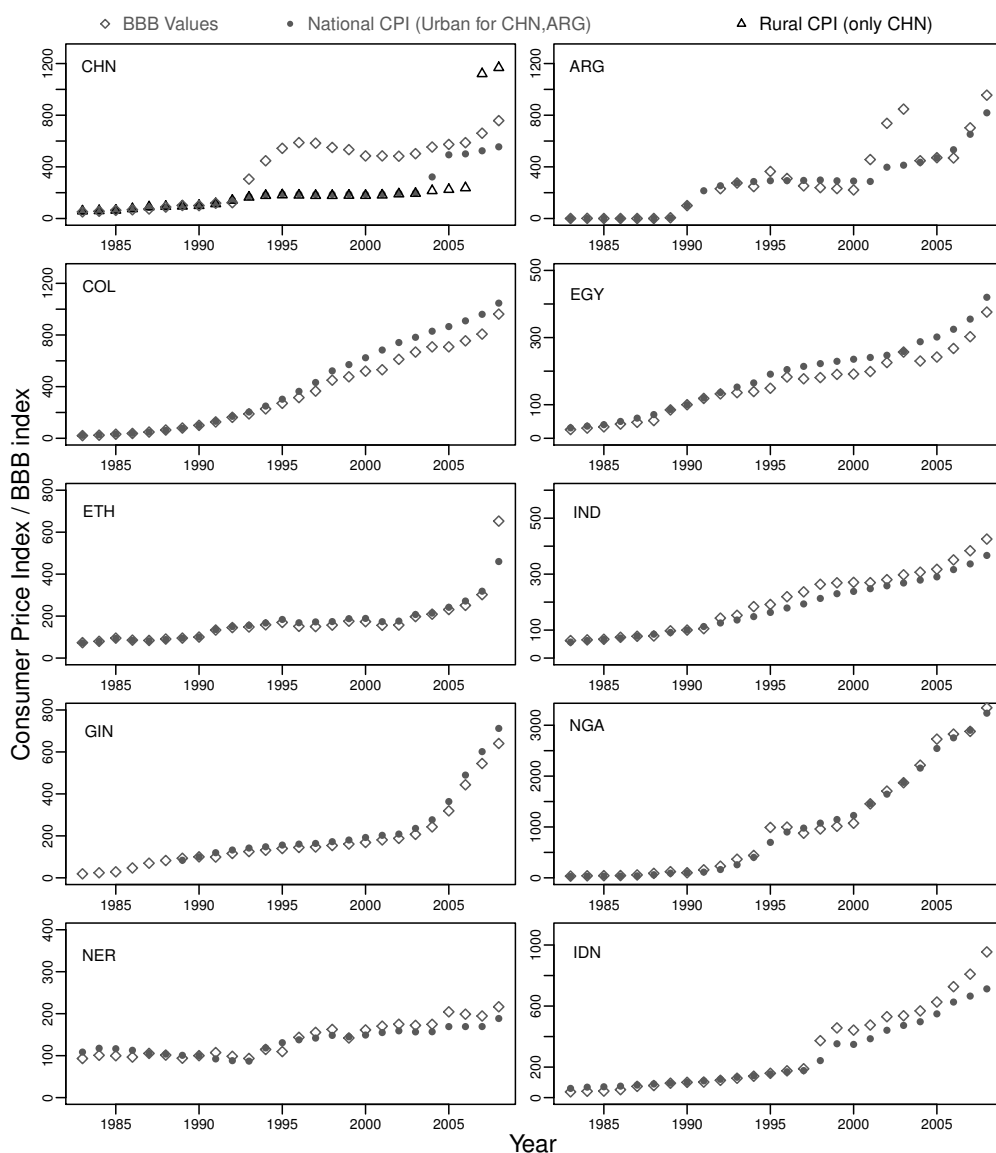 BBB Values
National CPI (Urban for CHN,ARG)
Rural CPI (only CHN)
Consumer Price Index / BBB index
CHN
0 400 800 1200
1985 1990 1995 2000 2005
ARG
0 400 800 1200
1985 1990 1995 2000 2005
COL
0 400 800 1200
1985 1990 1995 2000 2005
EGY
0 100 300 500
1985 1990 1995 2000 2005
ETH
0 200 400 600 800
1985 1990 1995 2000 2005
IND
0 100 300 500
1985 1990 1995 2000 2005
GIN
0 200 400 600 800
1985 1990 1995 2000 2005
NGA
0 1000 2000 3000
1985 1990 1995 2000 2005
NER
0 100 200 300 400
1985 1990 1995 2000 2005
IDN
0 200 600 1000
1985 1990 1995 2000 2005
Year